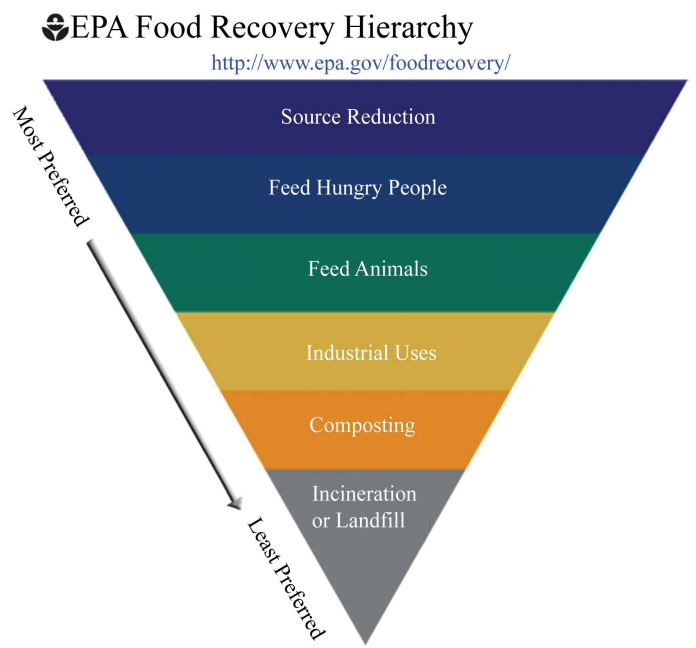 EPA Food Recovery Hierarchy
http://www.epa.gov/foodrecovery/
Most Preferred
Source Reduction
Feed Hungry People
Feed Animals
Industrial Uses
Composting
Incineration
or Landfill
Least Preferred